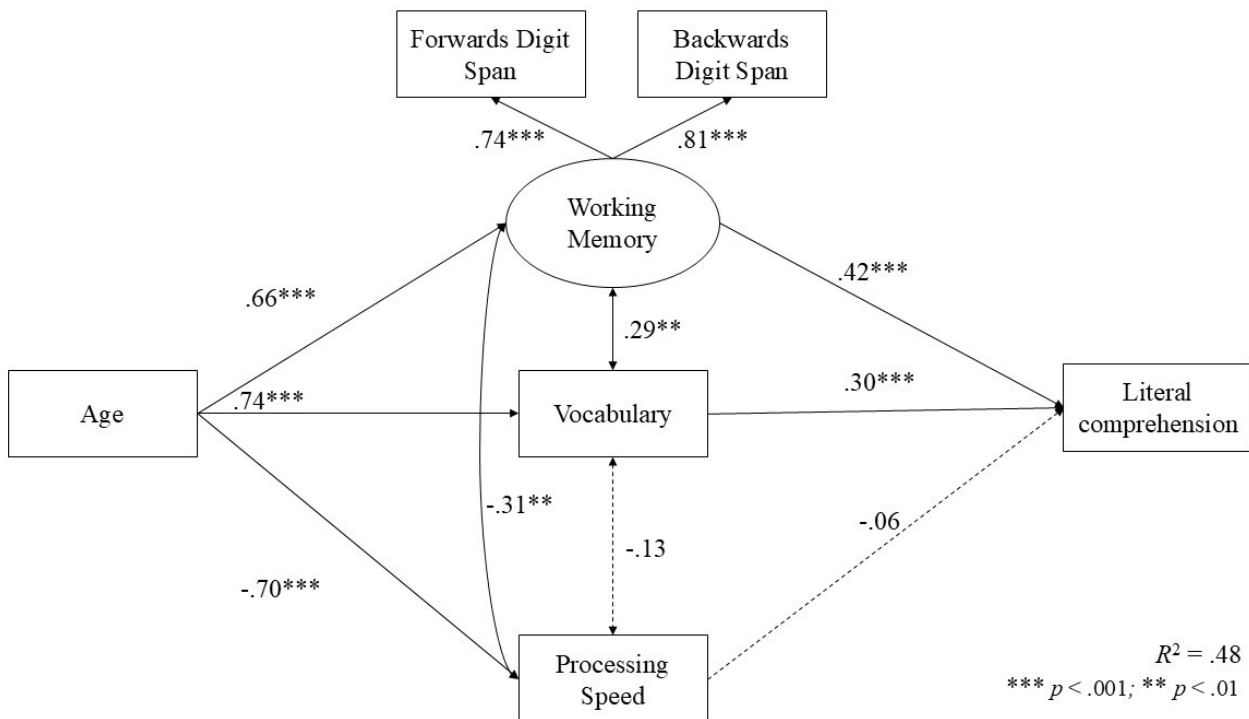 Forwards Digit
Span
Backwards
Digit Span
.74***
.81***
Working
Memory
.66***
.42***
.29**
Age
.74***
Vocabulary
.30***
Literal
comprehension
-.31**
-.13
-.06
-.70***
Processing
Speed
R² = .48
*** p < .001; ** p < .01